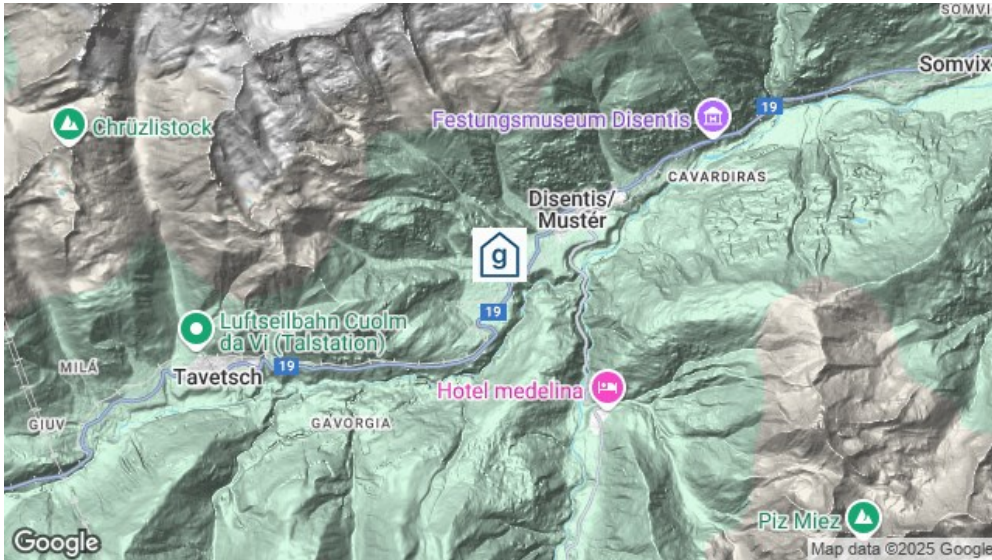 SOMVI
Somvix
19
Festungsmuseum Disentis
Chrüzlistock
CAVARDIRAS
Disentis/
Mustér
g
19
Luftseilbahn Cuolm
da Vi (Talstation)
19
MILÁ
Tavetsch
Hotel medelina
GIUV
GAVORGIA
Piz Miez
Google
Map data ©2025 Google